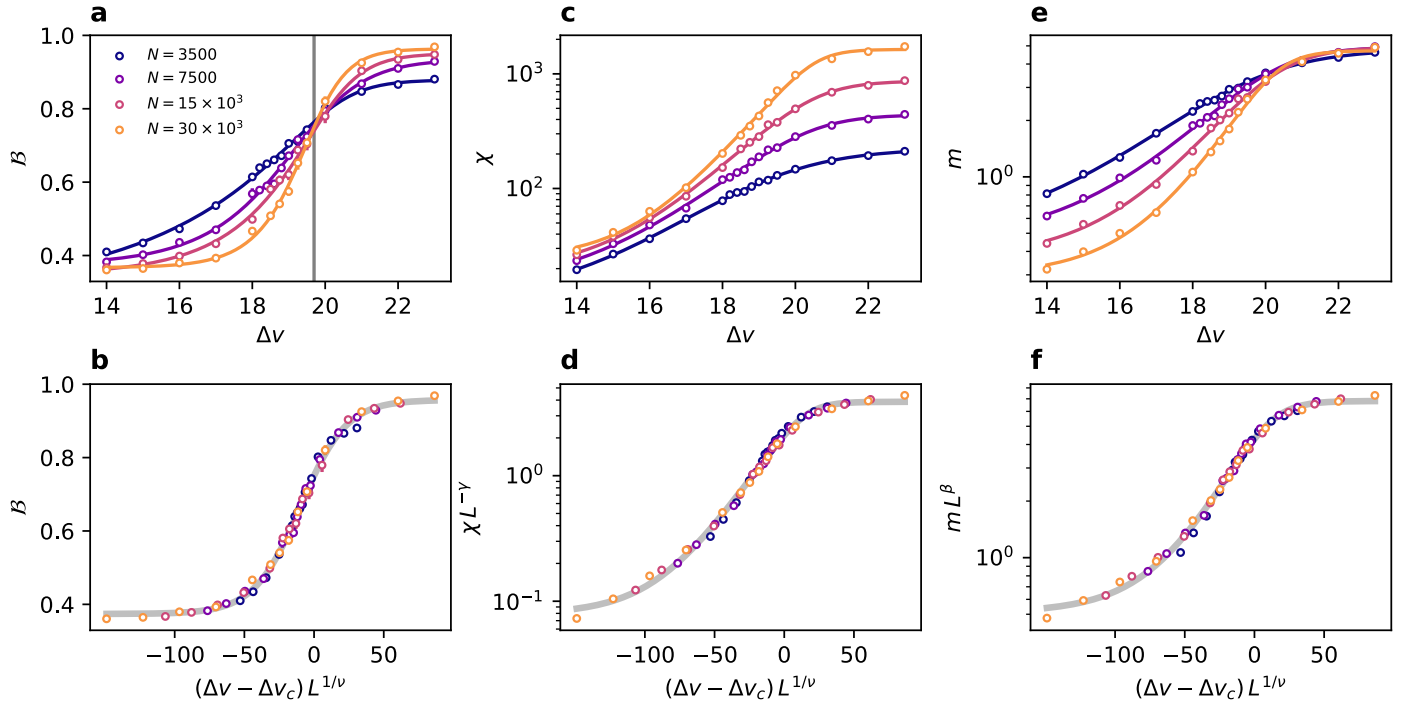 a
1.0
0.8
0.6
0.4
ℬ
N = 3500
N = 7500
N = 15 × 10³
N = 30 × 10³
14 16 18 20 22
Δv
c
10³
10²
χ
14 16 18 20 22
Δv
e
10⁰
m
14 16 18 20 22
Δv
b
1.0
0.8
0.6
0.4
ℬ
−100 −50 0 50
(Δv − Δv_c) L^{1/ν}
d
10⁰
10⁻¹
χ L^{−γ}
−100 −50 0 50
(Δv − Δv_c) L^{1/ν}
f
10⁰
m L^β
−100 −50 0 50
(Δv − Δv_c) L^{1/ν}